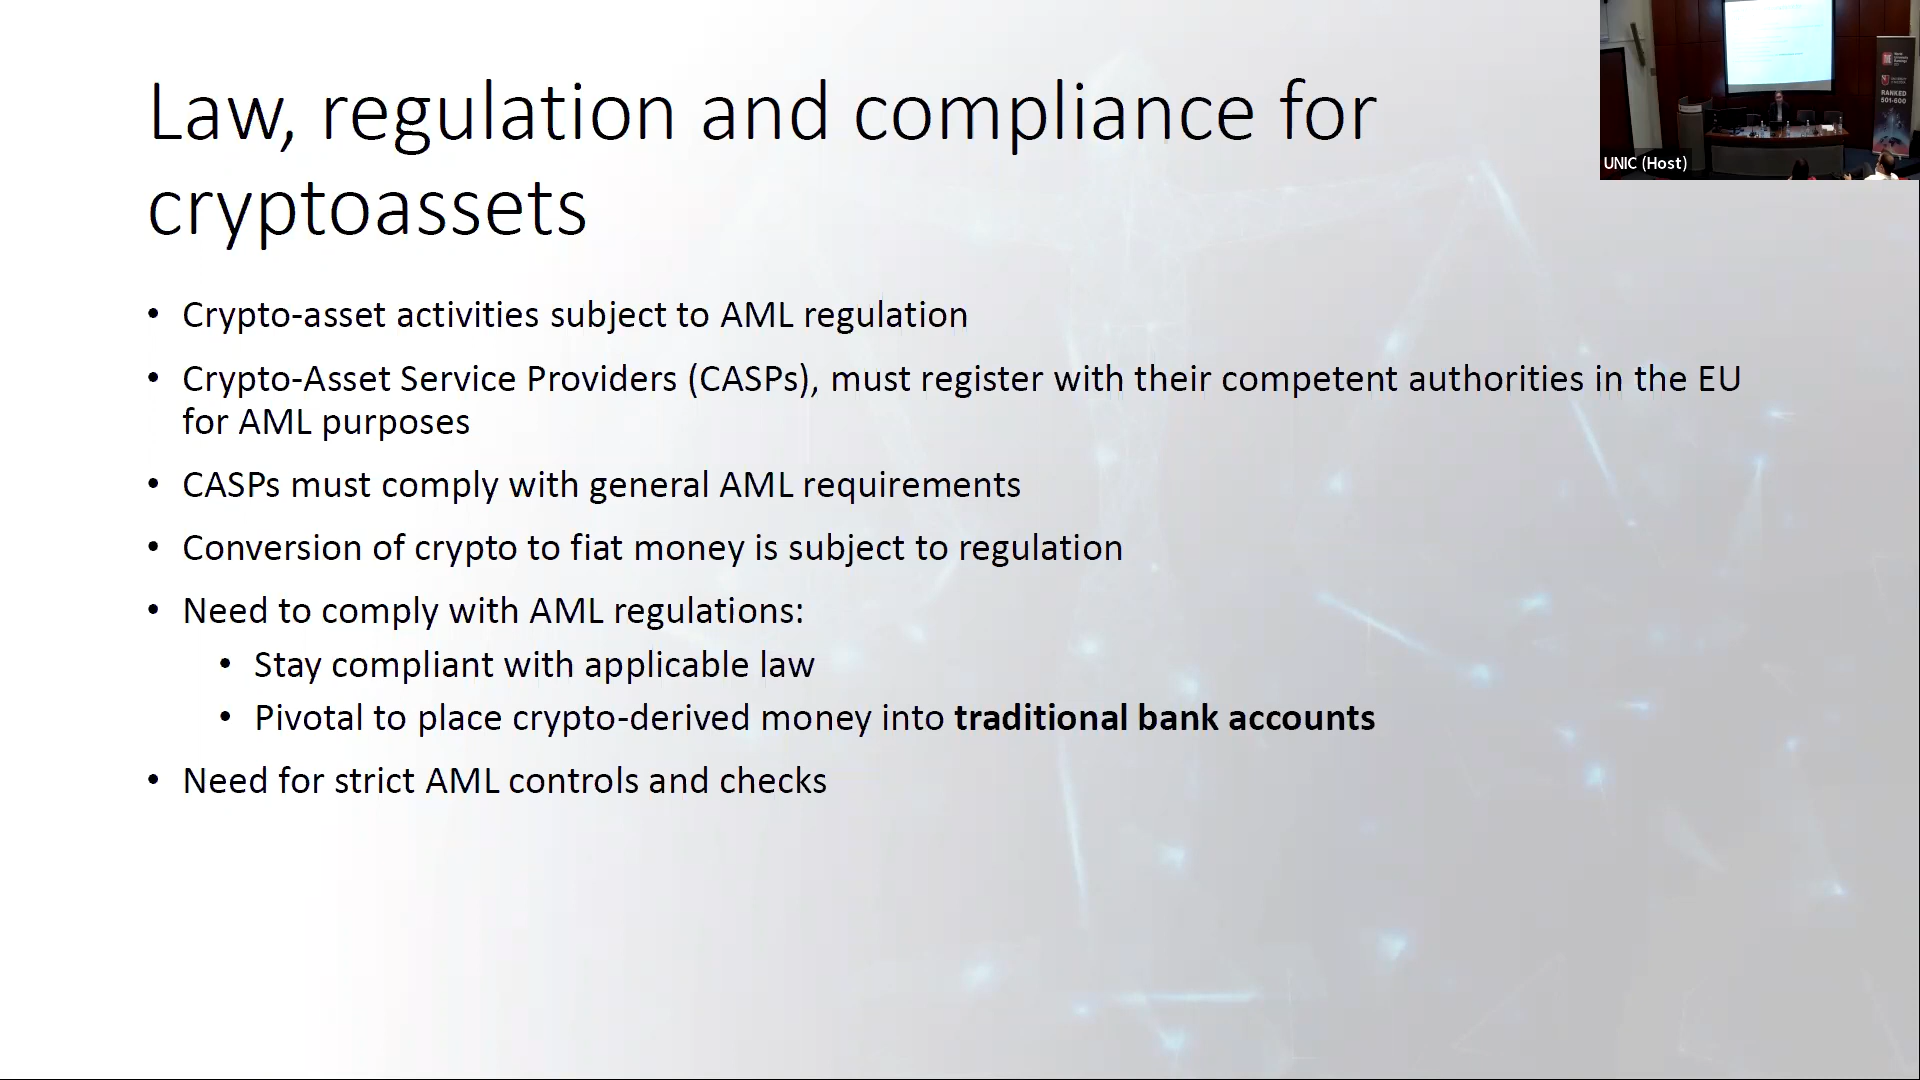 Law, regulation and compliance for
cryptoassets
• Crypto-asset activities subject to AML regulation
• Crypto-Asset Service Providers (CASPs), must register with their competent authorities in the EU
for AML purposes
• CASPs must comply with general AML requirements
• Conversion of crypto to fiat money is subject to regulation
• Need to comply with AML regulations:
• Stay compliant with applicable law
• Pivotal to place crypto-derived money into traditional bank accounts
• Need for strict AML controls and checks
UNIC (Host)
RANKED
501-600